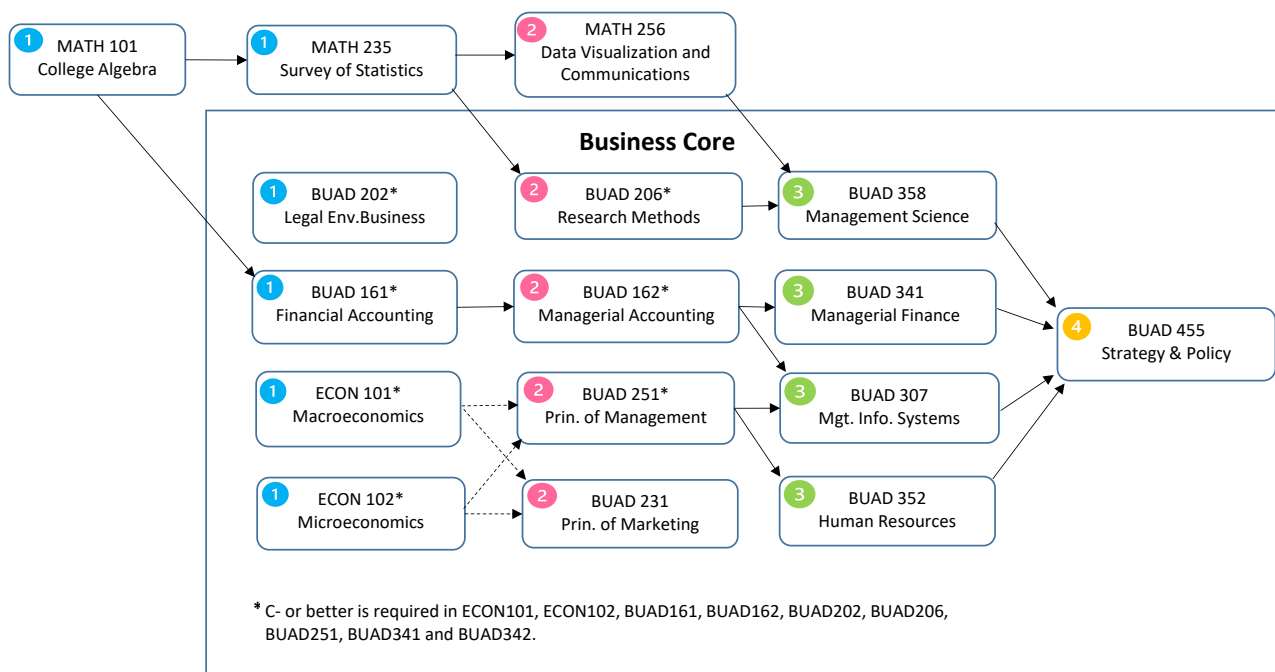 1
MATH 101
College Algebra
1
MATH 235
Survey of Statistics
2
MATH 256
Data Visualization and
Communications
Business Core
1
BUAD 202*
Legal Env.Business
2
BUAD 206*
Research Methods
3
BUAD 358
Management Science
1
BUAD 161*
Financial Accounting
2
BUAD 162*
Managerial Accounting
3
BUAD 341
Managerial Finance
4
BUAD 455
Strategy & Policy
1
ECON 101*
Macroeconomics
2
BUAD 251*
Prin. of Management
3
BUAD 307
Mgt. Info. Systems
1
ECON 102*
Microeconomics
2
BUAD 231
Prin. of Marketing
3
BUAD 352
Human Resources
* C- or better is required in ECON101, ECON102, BUAD161, BUAD162, BUAD202, BUAD206,
BUAD251, BUAD341 and BUAD342.